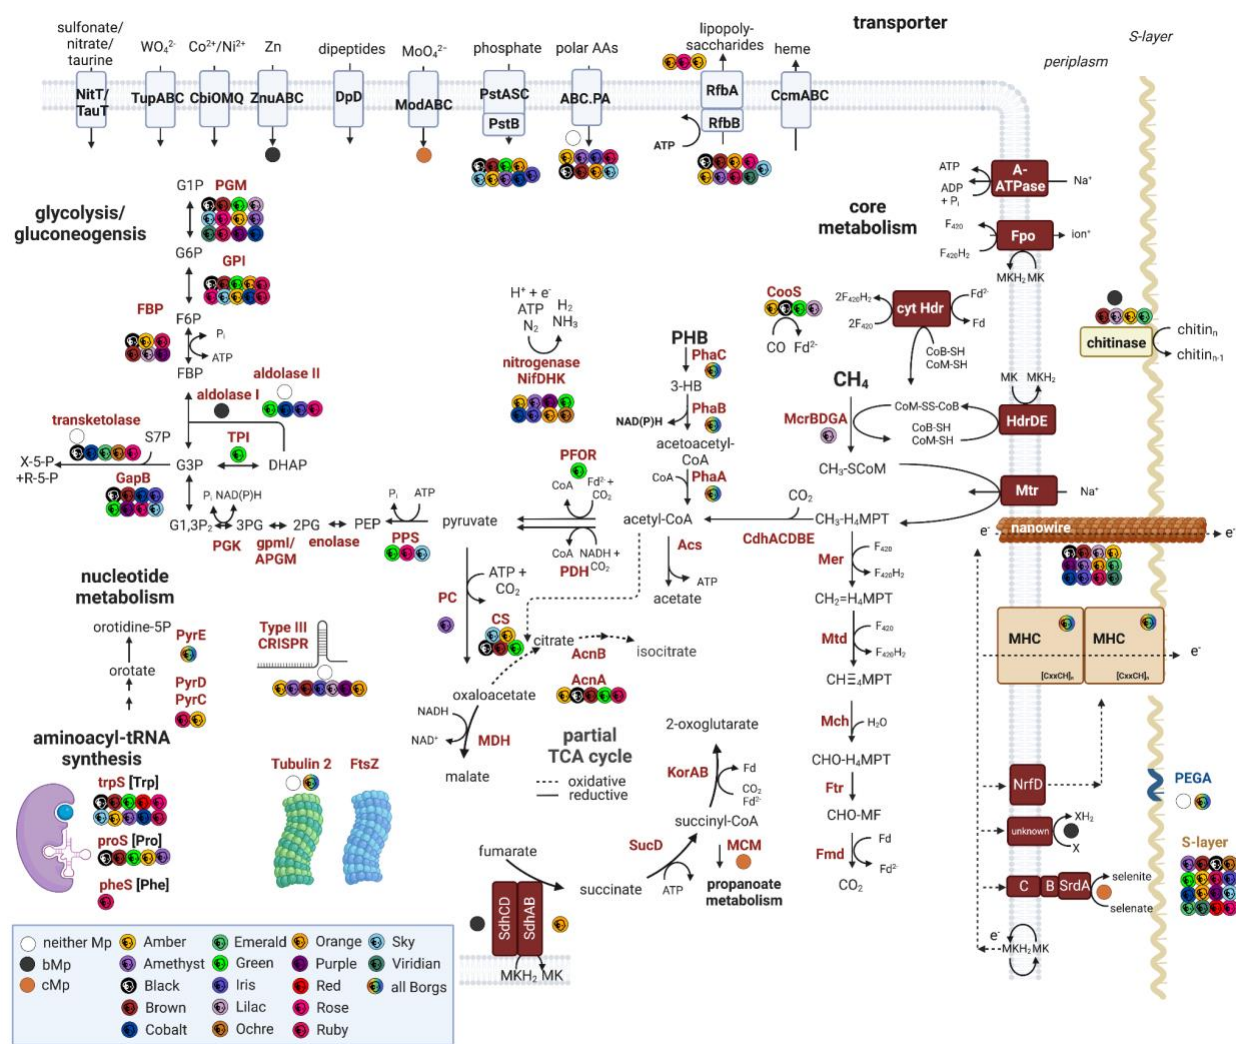 transporter
S-layer
periplasm
sulfonate/
nitrate/
taurine
WO₄²⁻
Co²⁺/Ni²⁺
Zn
dipeptides
MoO₄²⁻
phosphate
polar AAs
lipopoly-
saccharides
heme
NitT/
TauT
TupABC
CbiOMQ
ZnuABC
DpD
ModABC
PstASC
PstB
ABC.PA
RfbA
RfbB
CcmABC
ATP
glycolysis/
gluconeogensis
G1P
PGM
G6P
GPI
FBP
F6P
Pᵢ
ATP
FBP
aldolase I
aldolase II
transketolase
S7P
TPI
X-5-P
+R-5-P
G3P
DHAP
GapB
Pᵢ NAD(P)H
G1,3P₂
3PG
2PG
PEP
PGK
gpmI/
APGM
enolase
Pᵢ
ATP
PPS
pyruvate
H⁺ + e⁻
ATP
N₂
H₂
NH₃
nitrogenase
NifDHK
PHB
PhaC
3-HB
PhaB
NAD(P)H
acetoacetyl-
CoA
CoA
PhaA
PFOR
CoA
Fd²⁻ +
CO₂
acetyl-CoA
CoA
NADH +
CO₂
PDH
Acs
ATP
acetate
CdhACDBE
CO₂
core
metabolism
CooS
CO Fd²⁻
2F₄₂₀H₂
2F₄₂₀
cyt Hdr
Fd²⁻
Fd
CoB-SH
CoM-SH
CH₄
McrBDGA
CoM-SS-CoB
CoB-SH
CoM-SH
CH₃-SCoM
CH₃-H₄MPT
Mer
F₄₂₀
F₄₂₀H₂
CH₂=H₄MPT
Mtd
F₄₂₀
F₄₂₀H₂
CH☰₄MPT
Mch
H₂O
CHO-H₄MPT
Ftr
CHO-MF
Fmd
Fd
Fd²⁻
CO₂
ATP
ADP
+ Pᵢ
A-
ATPase
Na⁺
F₄₂₀
F₄₂₀H₂
Fpo
ion⁺
MKH₂ MK
MK
MKH₂
HdrDE
Mtr
Na⁺
chitinase
chitinₙ
chitinₙ₋₁
e⁻
nanowire
e⁻
MHC
MHC
[CxxCH]ₙ
[CxxCH]ₙ
e⁻
NrfD
unknown
XH₂
X
C
B
SrdA
selenite
selenate
e⁻
MKH₂ MK
PEGA
S-layer
nucleotide
metabolism
orotidine-5P
PyrE
orotate
PyrD
PyrC
aminoacyl-tRNA
synthesis
trpS [Trp]
proS [Pro]
pheS [Phe]
Type III
CRISPR
Tubulin 2
FtsZ
PC
ATP +
CO₂
CS
citrate
AcnB
isocitrate
AcnA
oxaloacetate
NADH
NAD⁺
MDH
malate
partial
TCA cycle
oxidative
reductive
2-oxoglutarate
KorAB
Fd
CO₂
Fd²⁻
succinyl-CoA
SucD
ATP
MCM
propanoate
metabolism
fumarate
succinate
SdhCD
SdhAB
MKH₂ MK
neither Mp
bMp
cMp
Amber
Amethyst
Black
Brown
Cobalt
Emerald
Green
Iris
Lilac
Ochre
Orange
Purple
Red
Rose
Ruby
Sky
Viridian
all Borgs